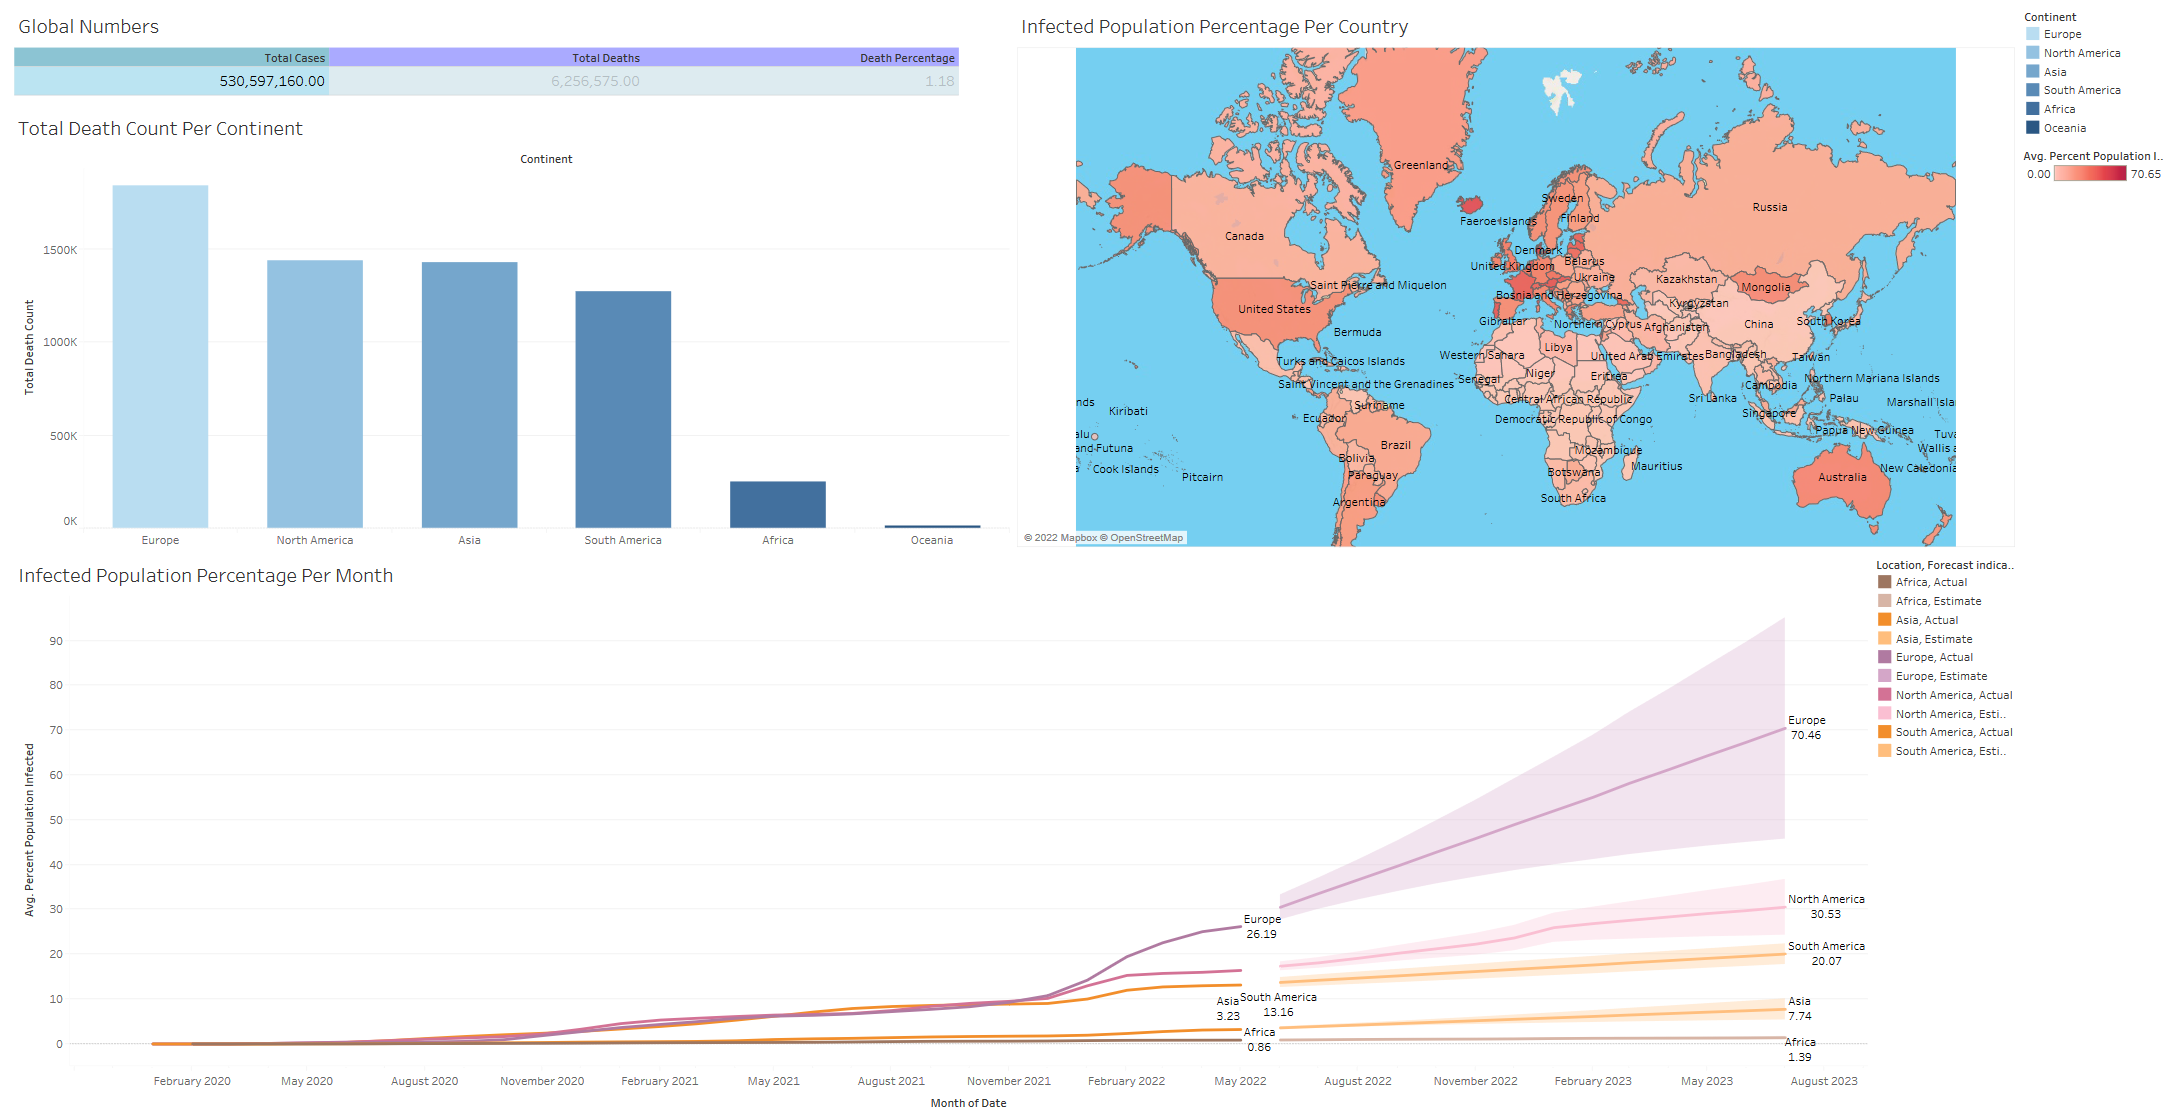 Global Numbers
Total Cases Total Deaths Death Percentage
530,597,160.00 6,256,575.00 1.18
Total Death Count Per Continent
Continent
Total Death Count
1500K
1000K
500K
0K
Europe North America Asia South America Africa Oceania
Infected Population Percentage Per Country
Greenland
Sweden
Russia
Faeroe Islands
Finland
Canada
Denmark
Belarus
United Kingdom
Ukraine
Kazakhstan
Saint Pierre and Miquelon
Mongolia
Bosnia and Herzegovina
Kyrgyzstan
United States
Gibraltar
Northern Cyprus
Afghanistan
China
South Korea
Bermuda
Libya
Western Sahara
United Arab Emirates
Bangladesh
Taiwan
Turks and Caicos Islands
Niger
Eritrea
Senegal
Northern Mariana Islands
Saint Vincent and the Grenadines
Cambodia
Central African Republic
Sri Lanka
Palau
Marshall Isla
nds
Suriname
Kiribati
Singapore
Ecuador
Democratic Republic of Congo
Papua New Guinea
alu
Tuva
Brazil
and Futuna
Mozambique
Wallis a
Bolivia
Mauritius
Cook Islands
New Caledonia
Botswana
Paraguay
Pitcairn
Australia
South Africa
Argentina
© 2022 Mapbox © OpenStreetMap
Continent
Europe
North America
Asia
South America
Africa
Oceania
Avg. Percent Population I..
0.00 70.65
Infected Population Percentage Per Month
Avg. Percent Population Infected
90
80
70
60
50
40
30
20
10
0
Europe
70.46
North America
30.53
Europe
26.19
South America
20.07
Asia
3.23
South America
13.16
Asia
7.74
Africa
0.86
Africa
1.39
February 2020 May 2020 August 2020 November 2020 February 2021 May 2021 August 2021 November 2021 February 2022 May 2022 August 2022 November 2022 February 2023 May 2023 August 2023
Month of Date
Location, Forecast indica..
Africa, Actual
Africa, Estimate
Asia, Actual
Asia, Estimate
Europe, Actual
Europe, Estimate
North America, Actual
North America, Esti..
South America, Actual
South America, Esti..